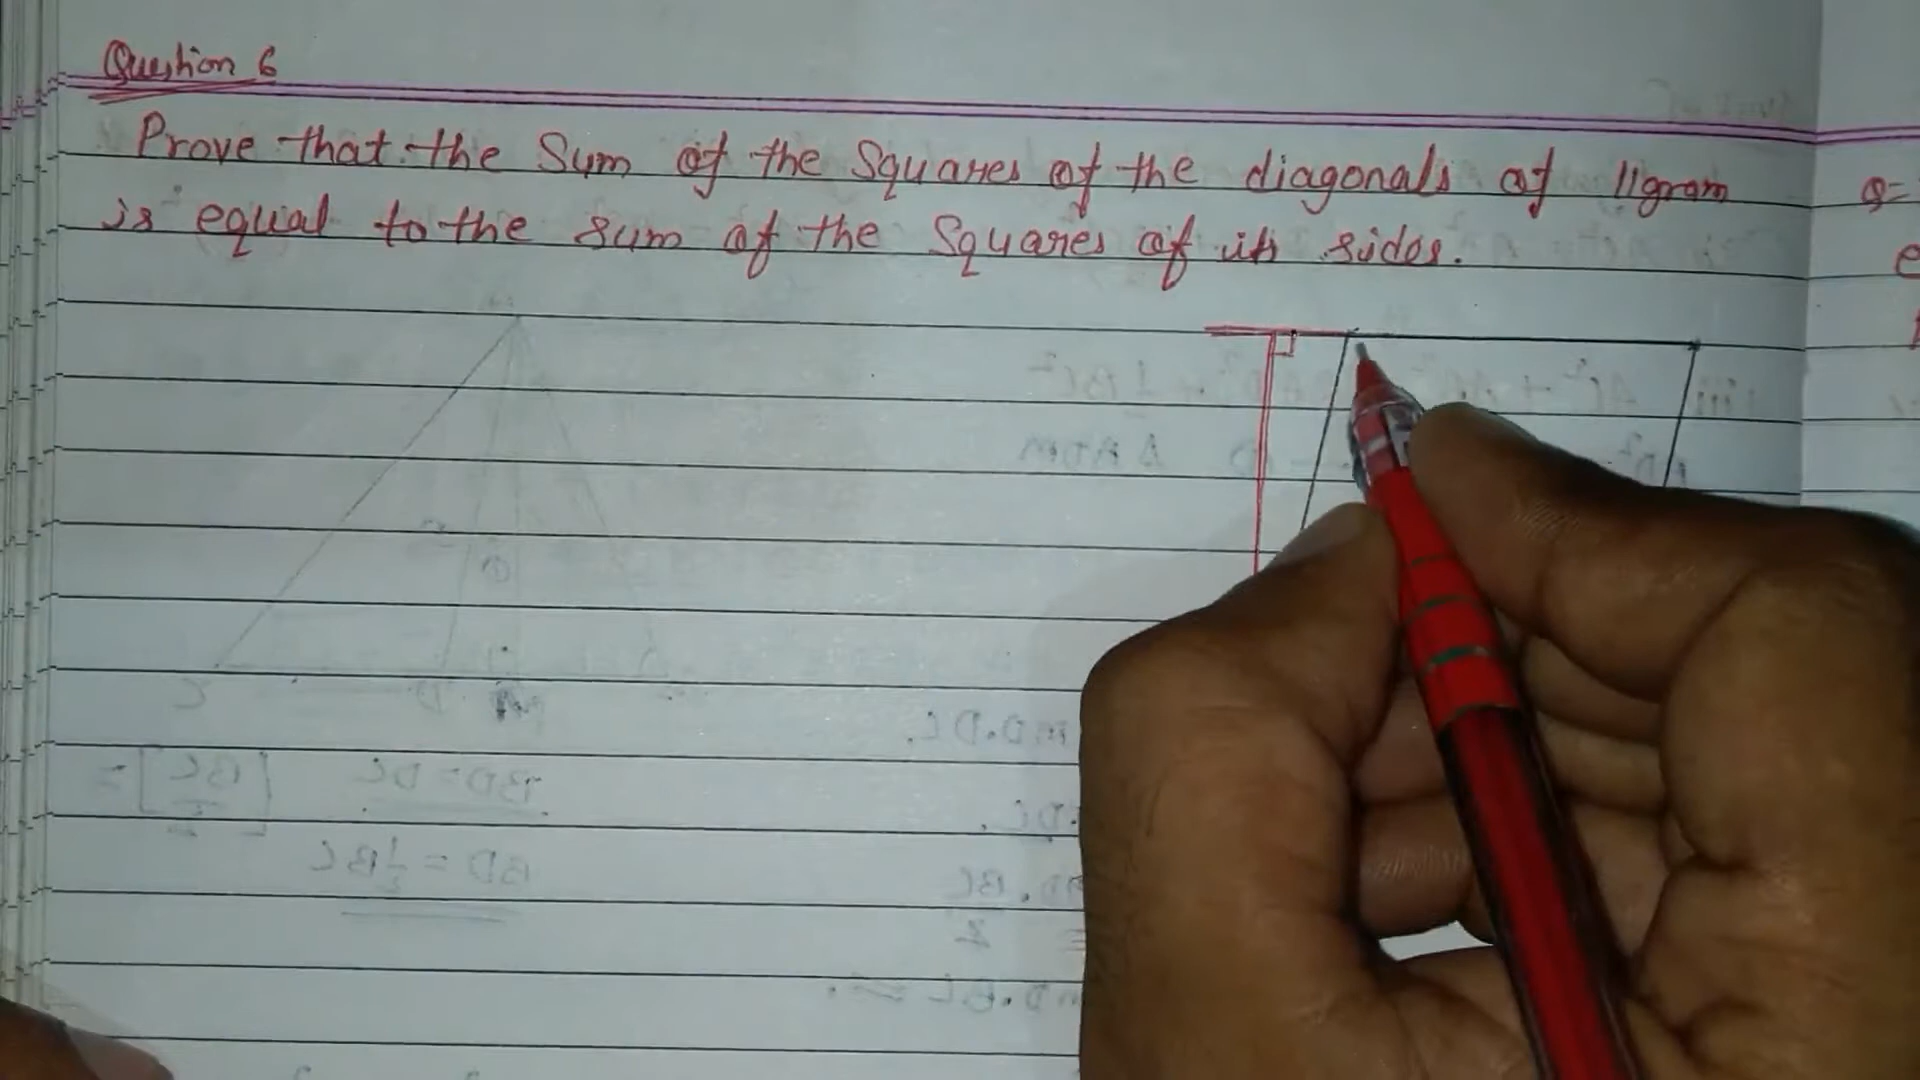 Question 6
Prove that the Sum of the Squares of the diagonals of llgram
is equal to the sum of the Squares of its sides.